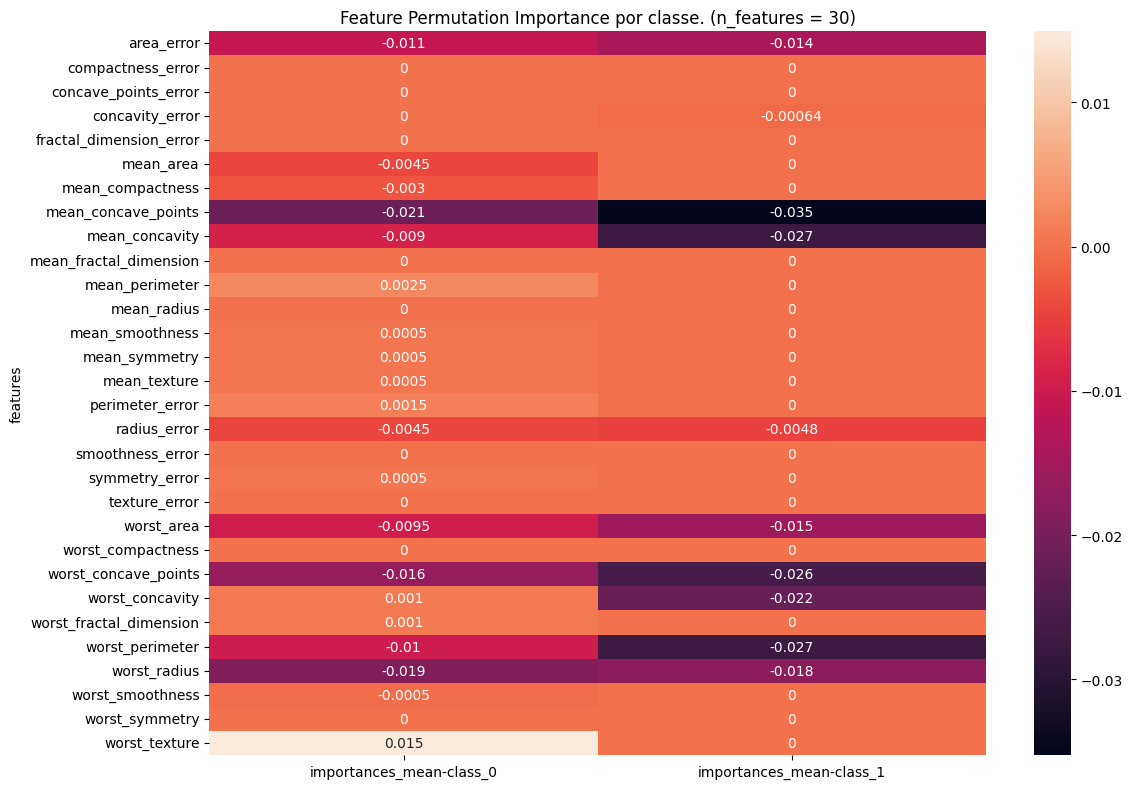 Feature Permutation Importance por classe. (n_features = 30)
features
area_error -0.011 -0.014
compactness_error 0 0
concave_points_error 0 0
concavity_error 0 -0.00064
fractal_dimension_error 0 0
mean_area -0.0045 0
mean_compactness -0.003 0
mean_concave_points -0.021 -0.035
mean_concavity -0.009 -0.027
mean_fractal_dimension 0 0
mean_perimeter 0.0025 0
mean_radius 0 0
mean_smoothness 0.0005 0
mean_symmetry 0.0005 0
mean_texture 0.0005 0
perimeter_error 0.0015 0
radius_error -0.0045 -0.0048
smoothness_error 0 0
symmetry_error 0.0005 0
texture_error 0 0
worst_area -0.0095 -0.015
worst_compactness 0 0
worst_concave_points -0.016 -0.026
worst_concavity 0.001 -0.022
worst_fractal_dimension 0.001 0
worst_perimeter -0.01 -0.027
worst_radius -0.019 -0.018
worst_smoothness -0.0005 0
worst_symmetry 0 0
worst_texture 0.015 0
importances_mean-class_0 importances_mean-class_1
0.01
0.00
−0.01
−0.02
−0.03